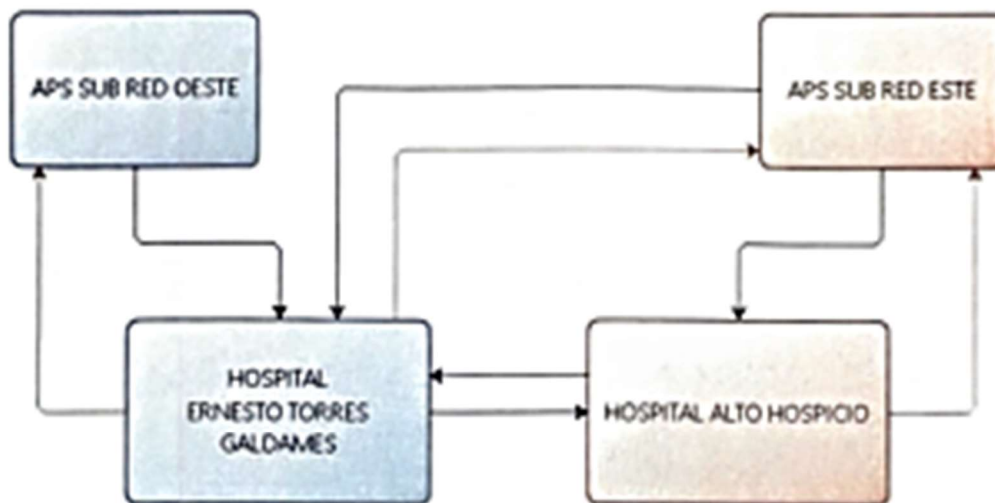 APS SUB RED OESTE
APS SUB RED ESTE
HOSPITAL
ERNESTO TORRES
GALDAMES
HOSPITAL ALTO HOSPICIO